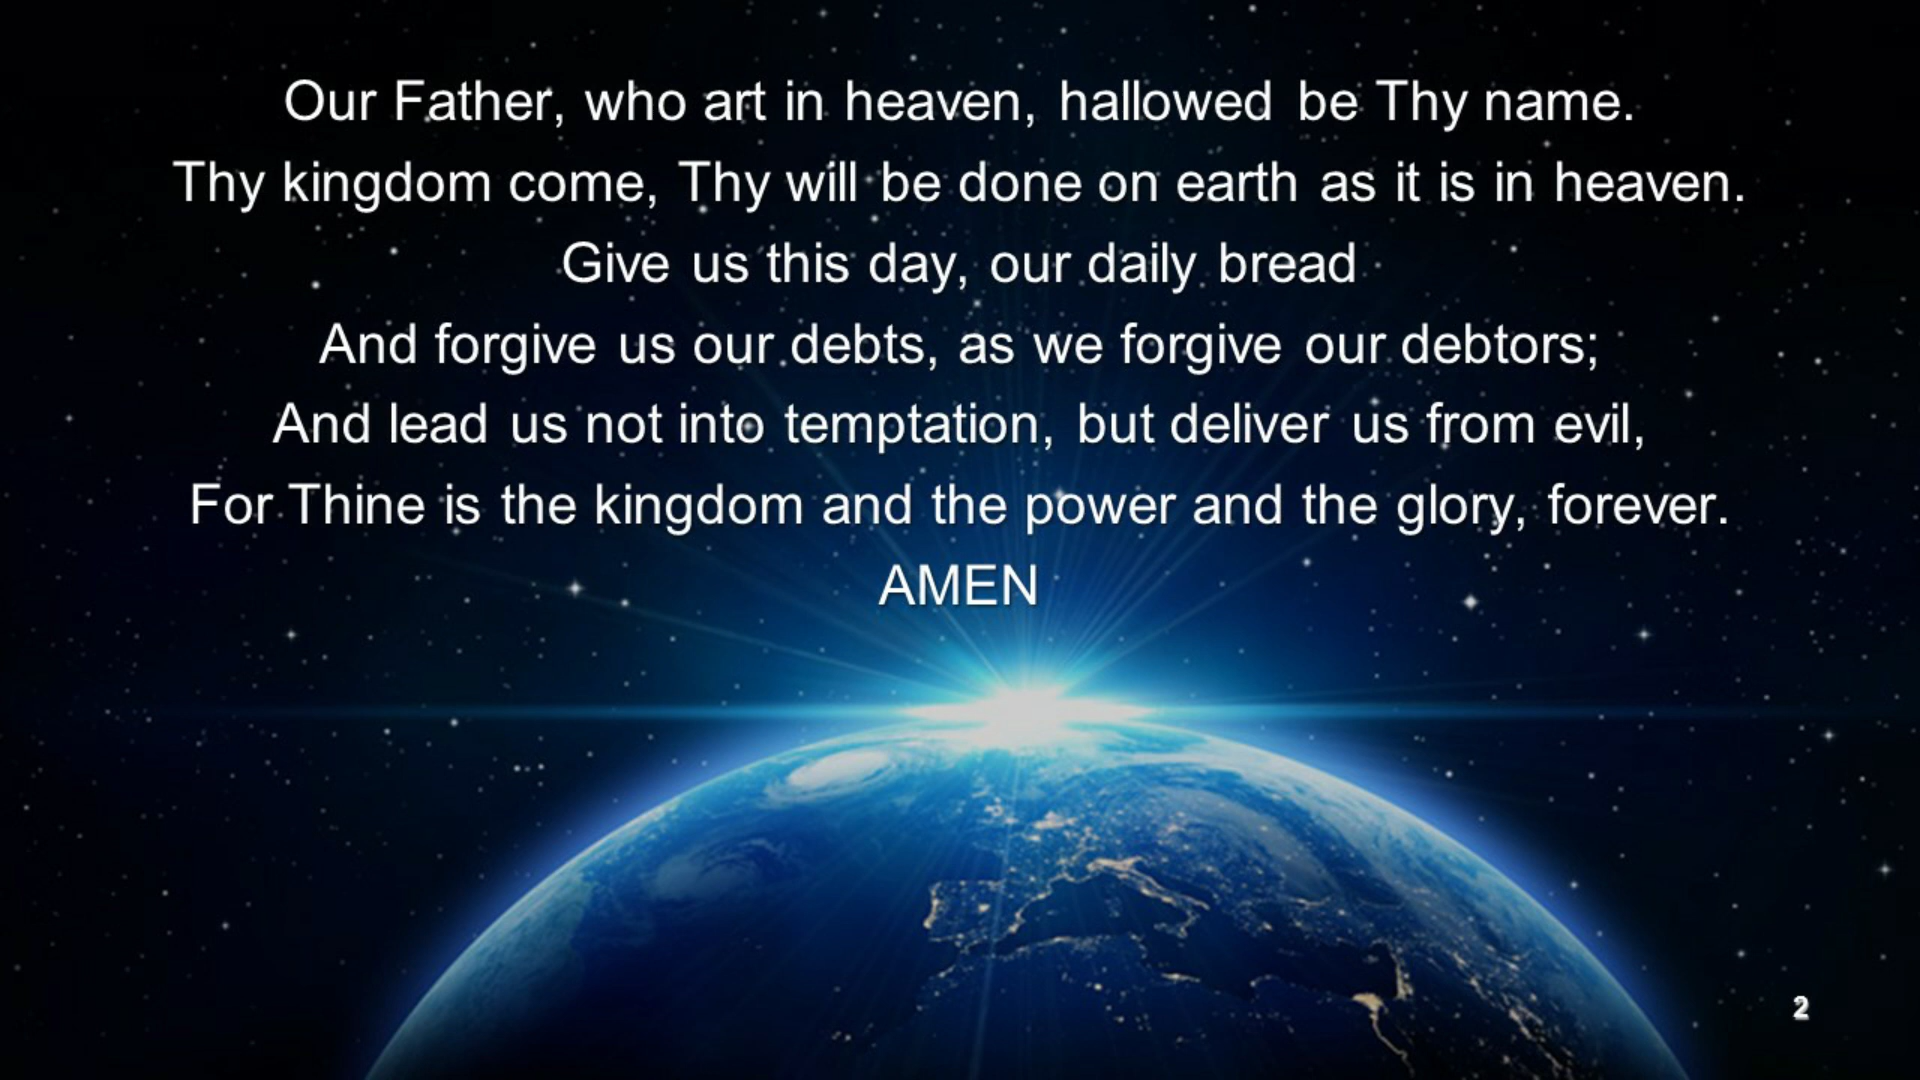 Our Father, who art in heaven, hallowed be Thy name.
Thy kingdom come, Thy will be done on earth as it is in heaven.
Give us this day, our daily bread
And forgive us our debts, as we forgive our debtors;
And lead us not into temptation, but deliver us from evil,
For Thine is the kingdom and the power and the glory, forever.
AMEN
2